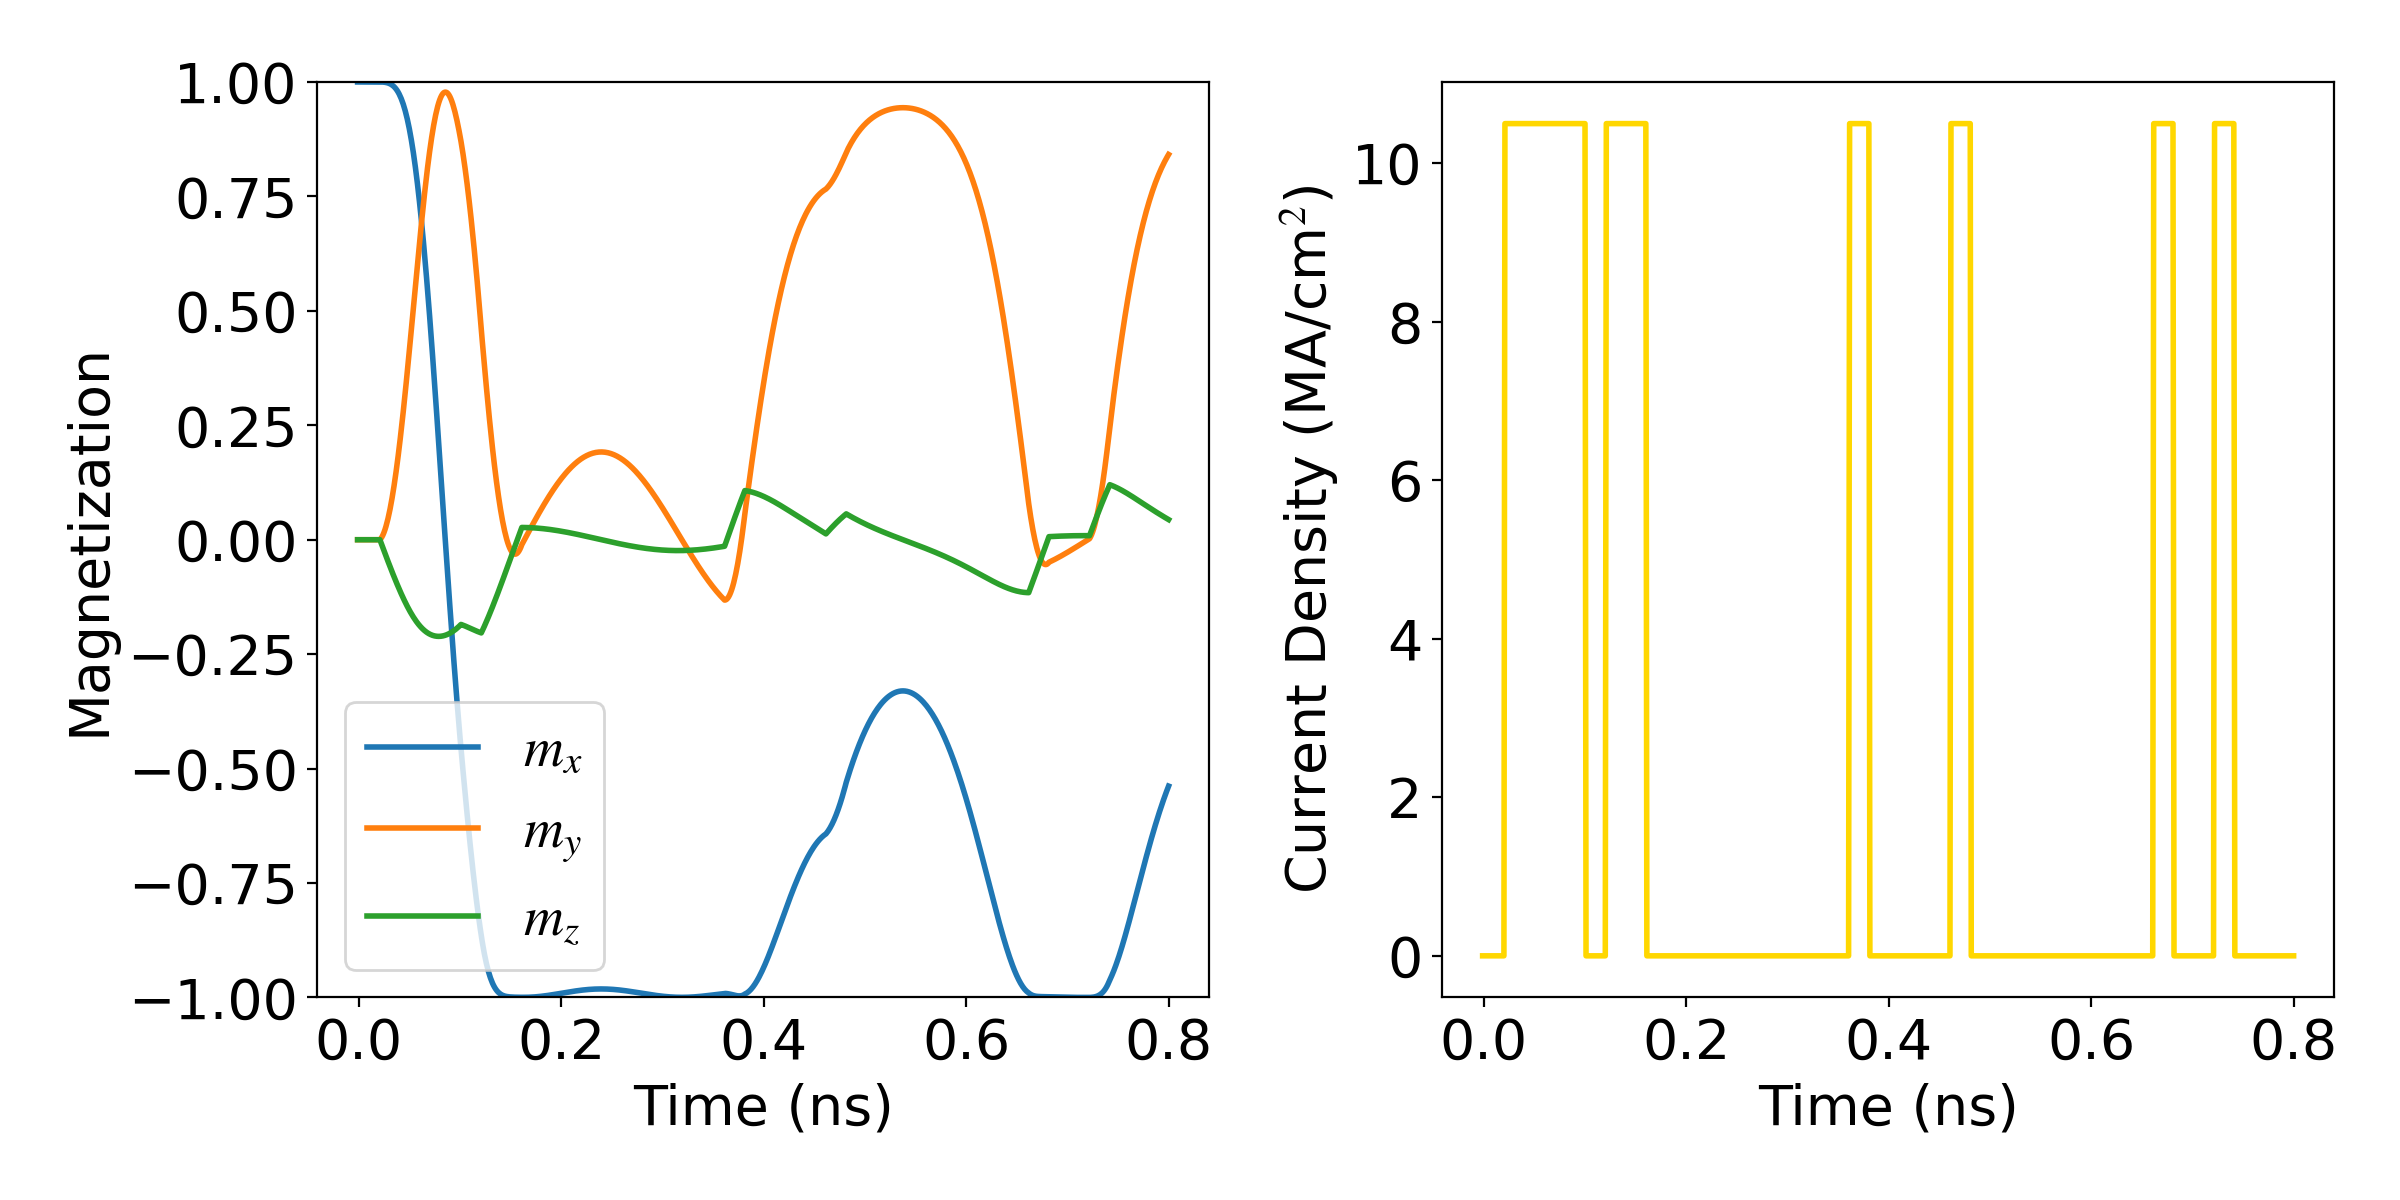 Magnetization
1.00
0.75
0.50
0.25
0.00
−0.25
−0.50
−0.75
−1.00
m_x
m_y
m_z
0.0 0.2 0.4 0.6 0.8
Time (ns)
Current Density (MA/cm²)
10
8
6
4
2
0
0.0 0.2 0.4 0.6 0.8
Time (ns)